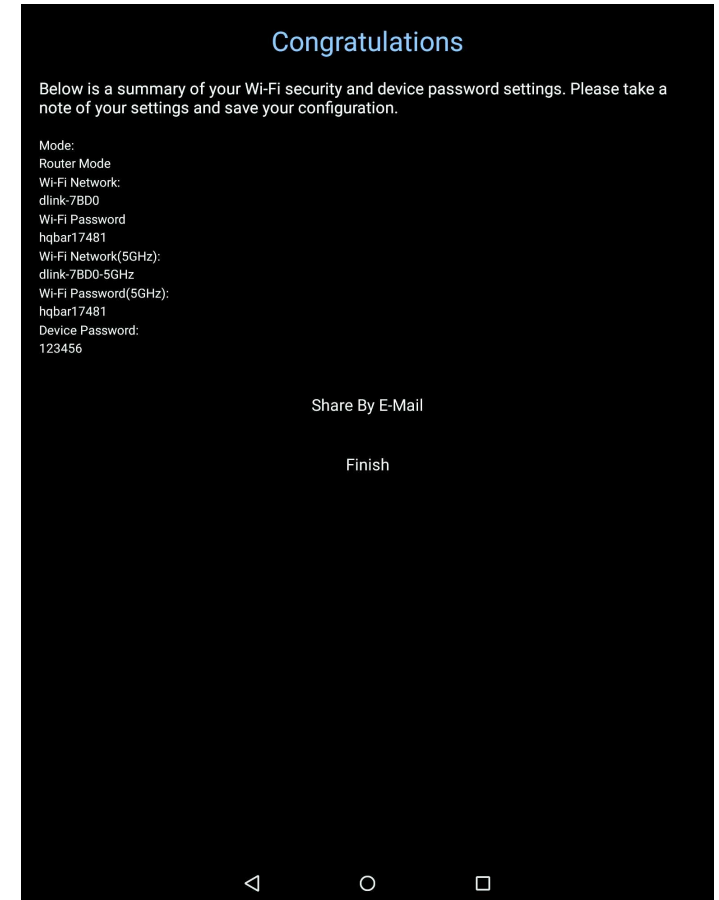 Congratulations
Below is a summary of your Wi-Fi security and device password settings. Please take a
note of your settings and save your configuration.
Mode:
Router Mode
Wi-Fi Network:
dlink-7BD0
Wi-Fi Password
hqbar17481
Wi-Fi Network(5GHz):
dlink-7BD0-5GHz
Wi-Fi Password(5GHz):
hqbar17481
Device Password:
123456
Share By E-Mail
Finish